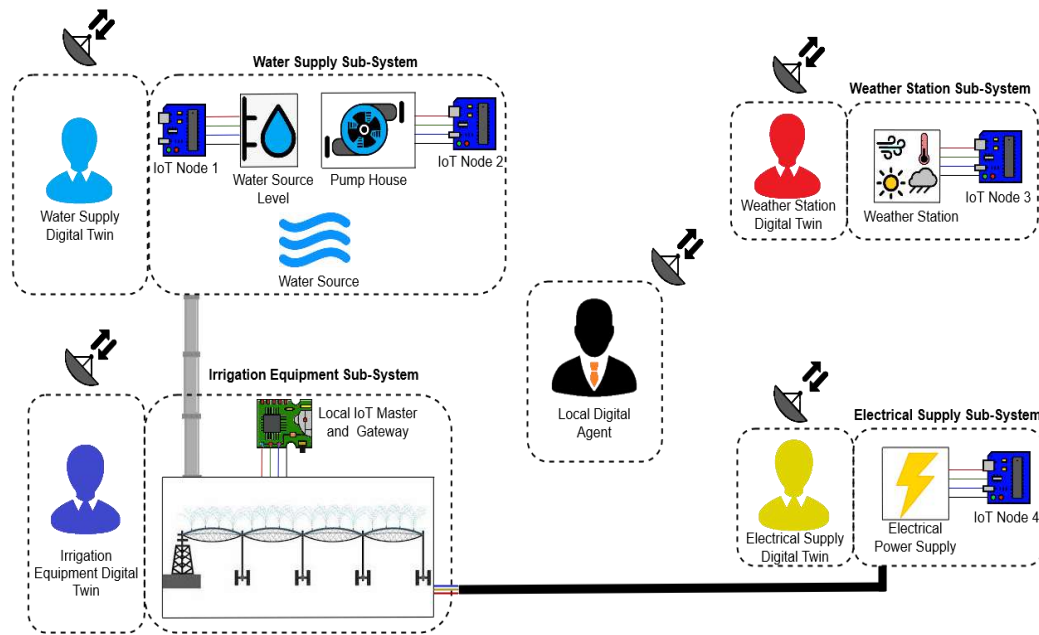 Water Supply Sub-System
IoT Node 1
Water Source
Level
Pump House
IoT Node 2
Water Supply
Digital Twin
Water Source
Weather Station Sub-System
Weather Station
Digital Twin
Weather Station
IoT Node 3
Local Digital
Agent
Irrigation Equipment Sub-System
Local IoT Master
and Gateway
Irrigation
Equipment Digital
Twin
Electrical Supply Sub-System
Electrical Supply
Digital Twin
Electrical
Power Supply
IoT Node 4